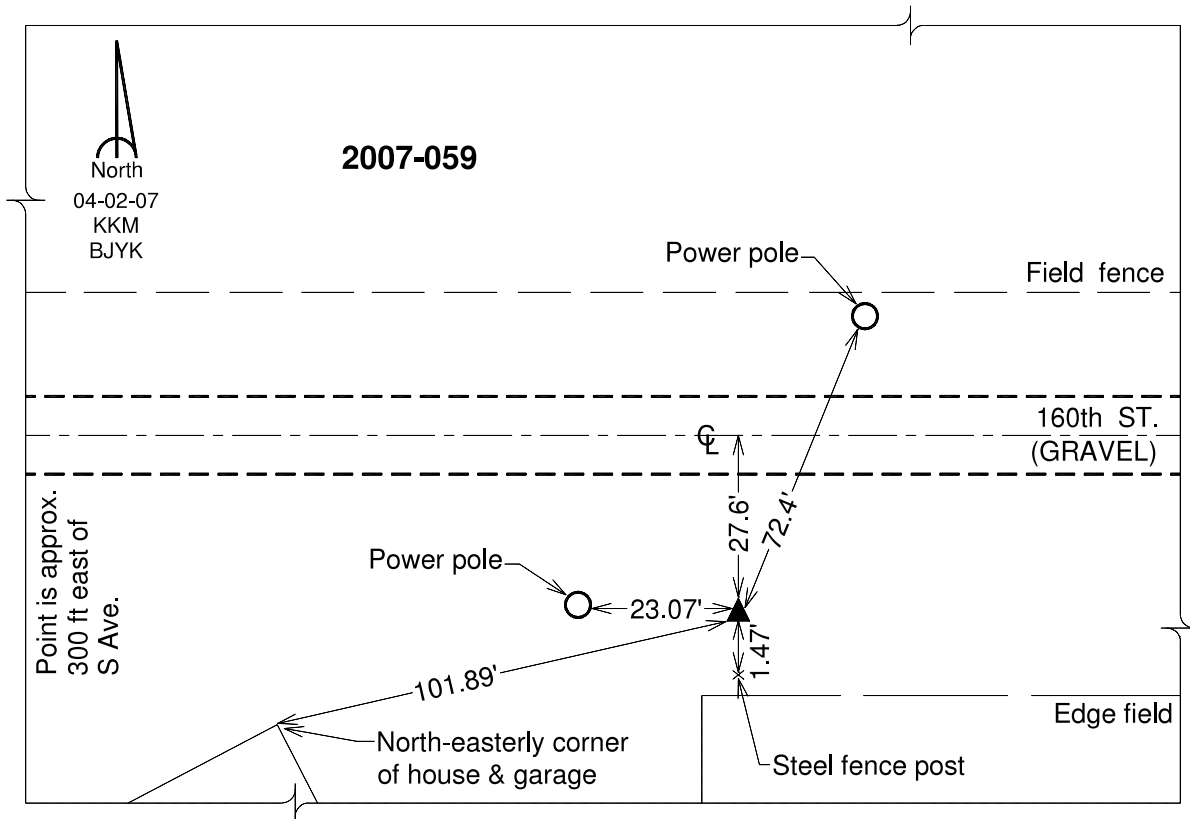 2007-059
North
04-02-07
KKM
BJYK
Power pole
Field fence
160th ST.
(GRAVEL)
℄
27.6'
72.4'
Point is approx.
300 ft east of
S Ave.
Power pole
23.07'
1.47'
101.89'
Edge field
North-easterly corner
of house & garage
Steel fence post